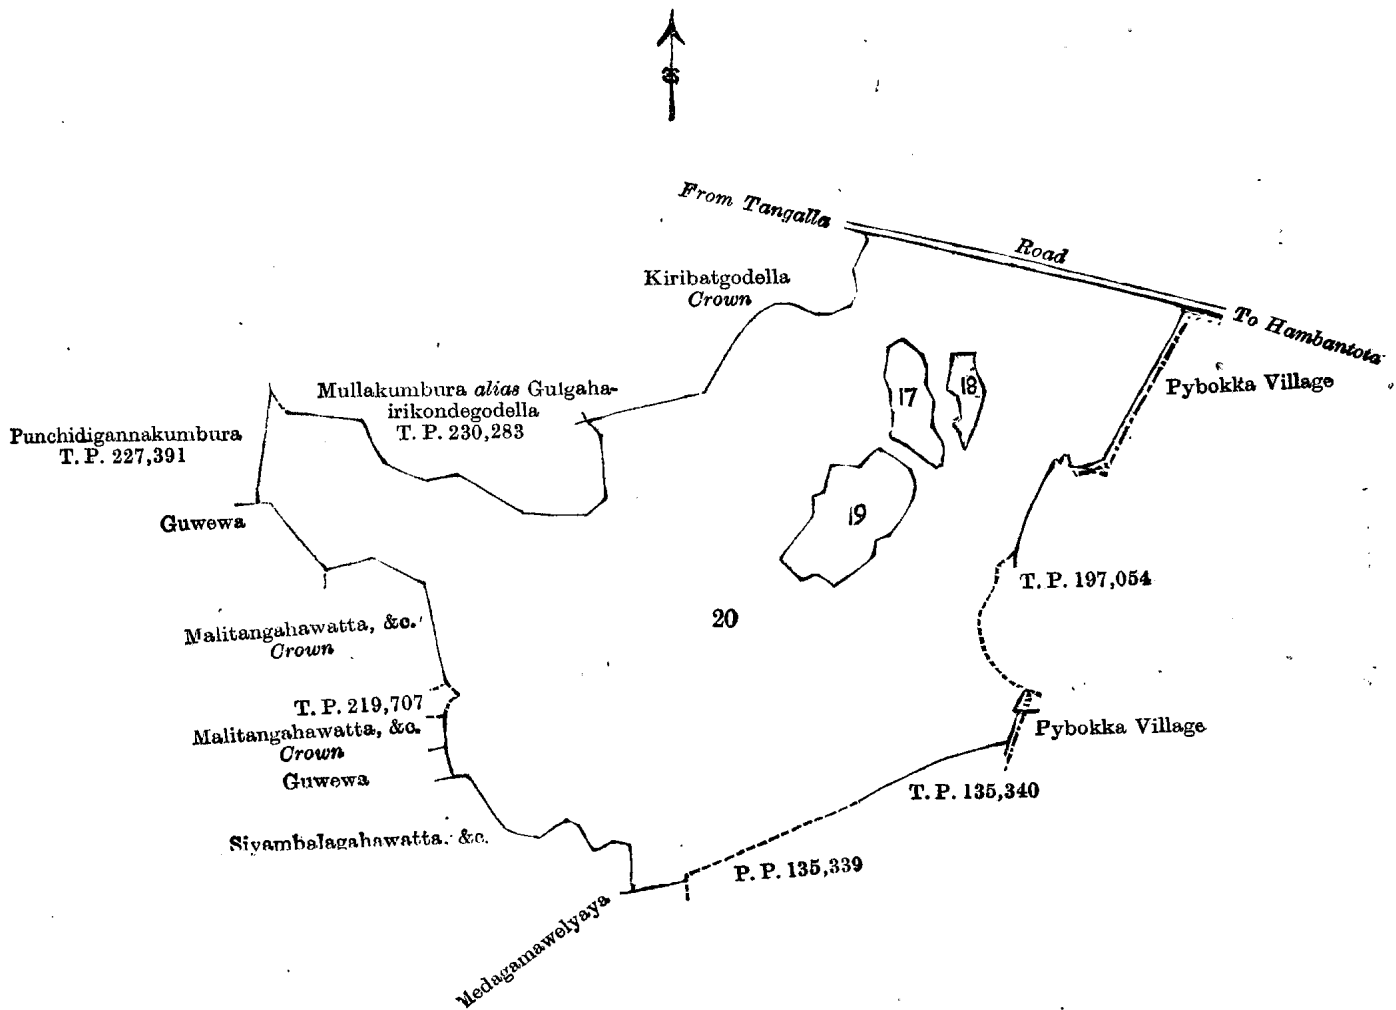 From Tangalla
Road
To Hambantota
Kiribatgodella
Crown
Pybokka Village
Mullakumbura alias Gulgaha-
irikondegodella
T. P. 230,283
17
18
Punchidigannakumbura
T. P. 227,391
Guwewa
19
T. P. 197,054
20
Malitangahawatta, &c.
Crown
T. P. 219,707
Malitangahawatta, &c.
Crown
Guwewa
Pybokka Village
T. P. 135,340
Siyambalagahawatta, &c.
P. P. 135,339
Medagamawelyaya